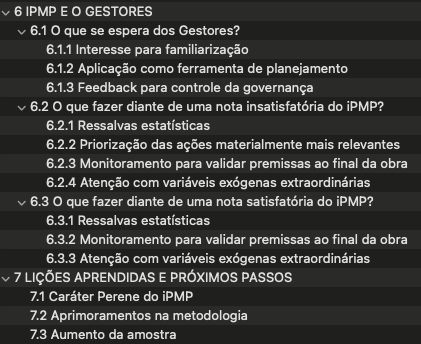 6 IPMP E O GESTORES
6.1 O que se espera dos Gestores?
6.1.1 Interesse para familiarização
6.1.2 Aplicação como ferramenta de planejamento
6.1.3 Feedback para controle da governança
6.2 O que fazer diante de uma nota insatisfatória do iPMP?
6.2.1 Ressalvas estatísticas
6.2.2 Priorização das ações materialmente mais relevantes
6.2.3 Monitoramento para validar premissas ao final da obra
6.2.4 Atenção com variáveis exógenas extraordinárias
6.3 O que fazer diante de uma nota satisfatória do iPMP?
6.3.1 Ressalvas estatísticas
6.3.2 Monitoramento para validar premissas ao final da obra
6.3.3 Atenção com variáveis exógenas extraordinárias
7 LIÇÕES APRENDIDAS E PRÓXIMOS PASSOS
7.1 Caráter Perene do iPMP
7.2 Aprimoramentos na metodologia
7.3 Aumento da amostra